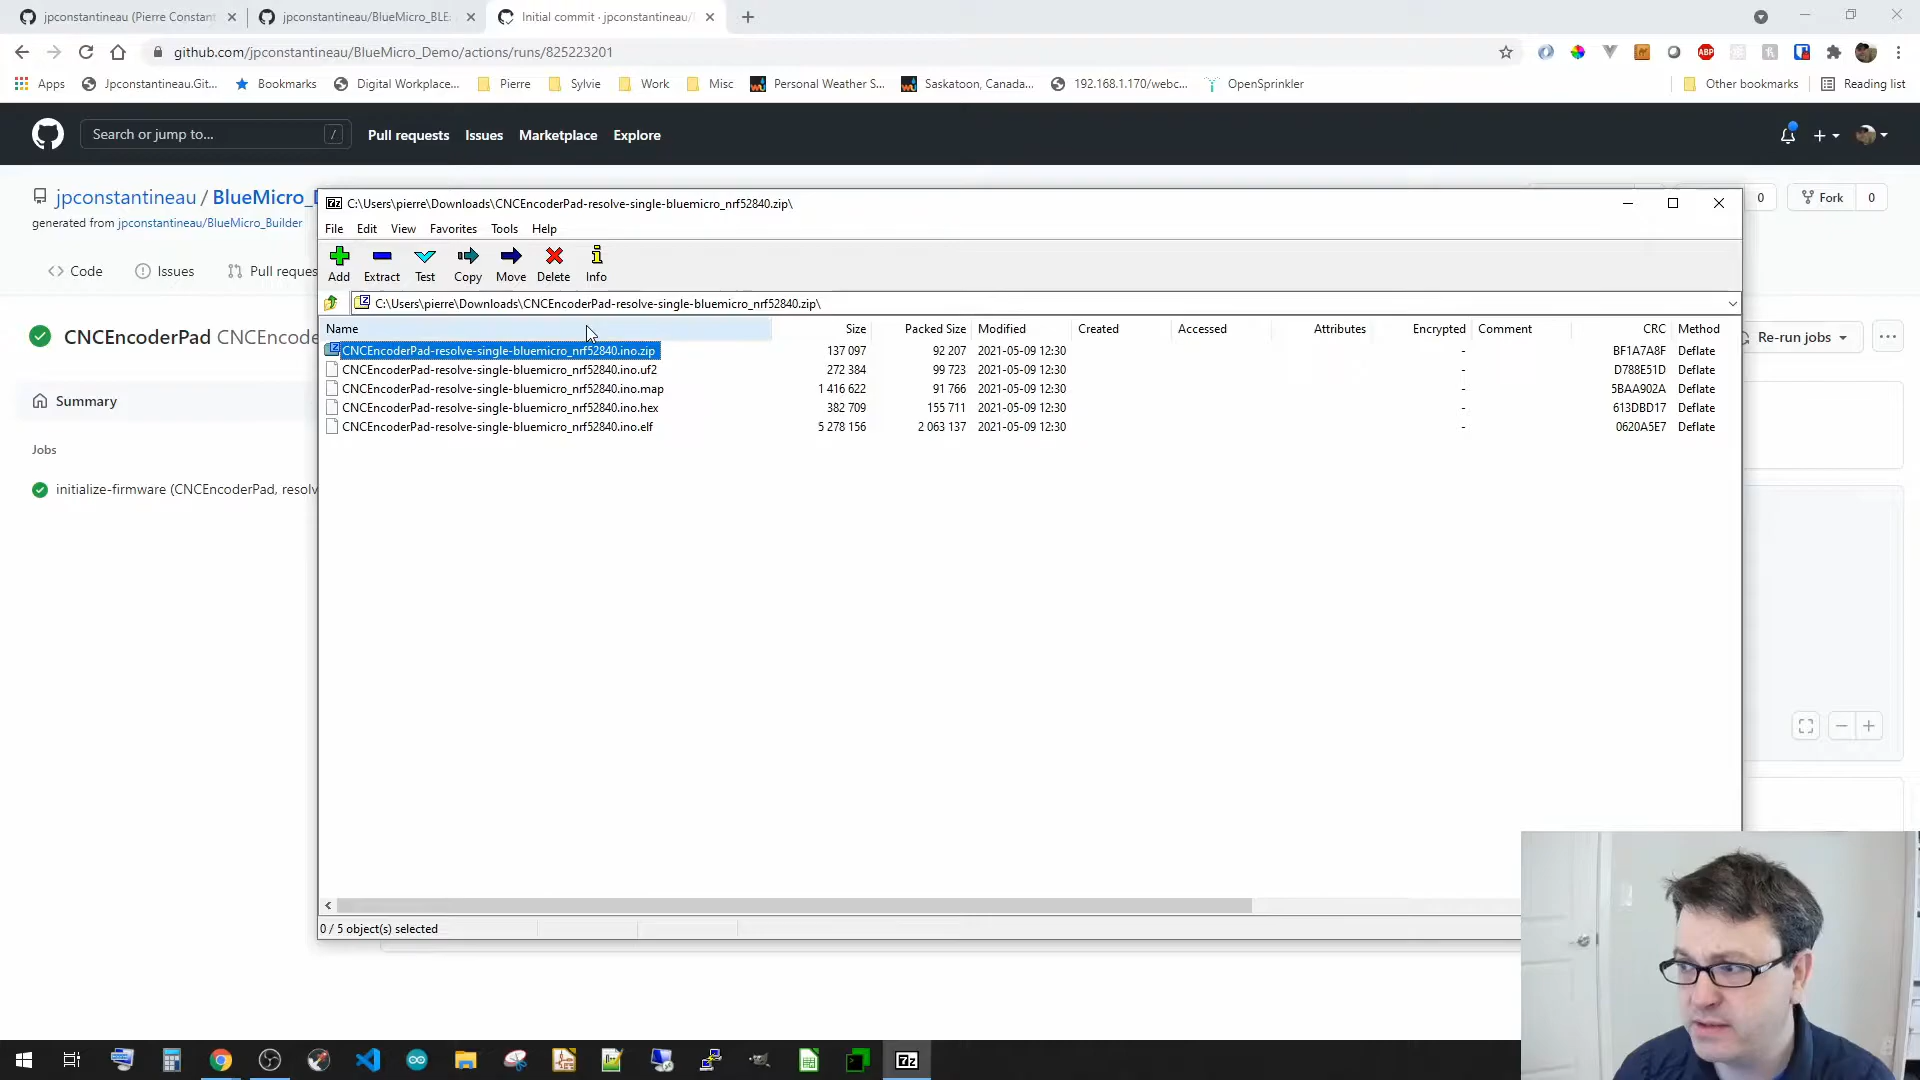 jpconstantineau (Pierre Constant
jpconstantineau/BlueMicro_BLE
Initial commit · jpconstantineau/
github.com/jpconstantineau/BlueMicro_Demo/actions/runs/825223201
ABP
Apps
Jpconstantineau.Git...
Bookmarks
Digital Workplace...
Pierre
Sylvie
Work
Misc
Personal Weather S...
Saskatoon, Canada...
192.168.1.170/webc...
OpenSprinkler
Other bookmarks
Reading list
Search or jump to...
/
Pull requests
Issues
Marketplace
Explore
jpconstantineau / BlueMicro_D
generated from jpconstantineau/BlueMicro_Builder
0
Fork
0
Code
Issues
Pull reques
CNCEncoderPad CNCEncode
Re-run jobs
Summary
Jobs
initialize-firmware (CNCEncoderPad, resolv
7z
C:\Users\pierre\Downloads\CNCEncoderPad-resolve-single-bluemicro_nrf52840.zip\
File Edit View Favorites Tools Help
Add Extract Test Copy Move Delete Info
C:\Users\pierre\Downloads\CNCEncoderPad-resolve-single-bluemicro_nrf52840.zip\
Name Size Packed Size Modified Created Accessed Attributes Encrypted Comment CRC Method
CNCEncoderPad-resolve-single-bluemicro_nrf52840.ino.zip 137 097 92 207 2021-05-09 12:30 - BF1A7A8F Deflate
CNCEncoderPad-resolve-single-bluemicro_nrf52840.ino.uf2 272 384 99 723 2021-05-09 12:30 - D788E51D Deflate
CNCEncoderPad-resolve-single-bluemicro_nrf52840.ino.map 1 416 622 91 766 2021-05-09 12:30 - 5BAA902A Deflate
CNCEncoderPad-resolve-single-bluemicro_nrf52840.ino.hex 382 709 155 711 2021-05-09 12:30 - 613DBD17 Deflate
CNCEncoderPad-resolve-single-bluemicro_nrf52840.ino.elf 5 278 156 2 063 137 2021-05-09 12:30 - 0620A5E7 Deflate
0 / 5 object(s) selected
7z